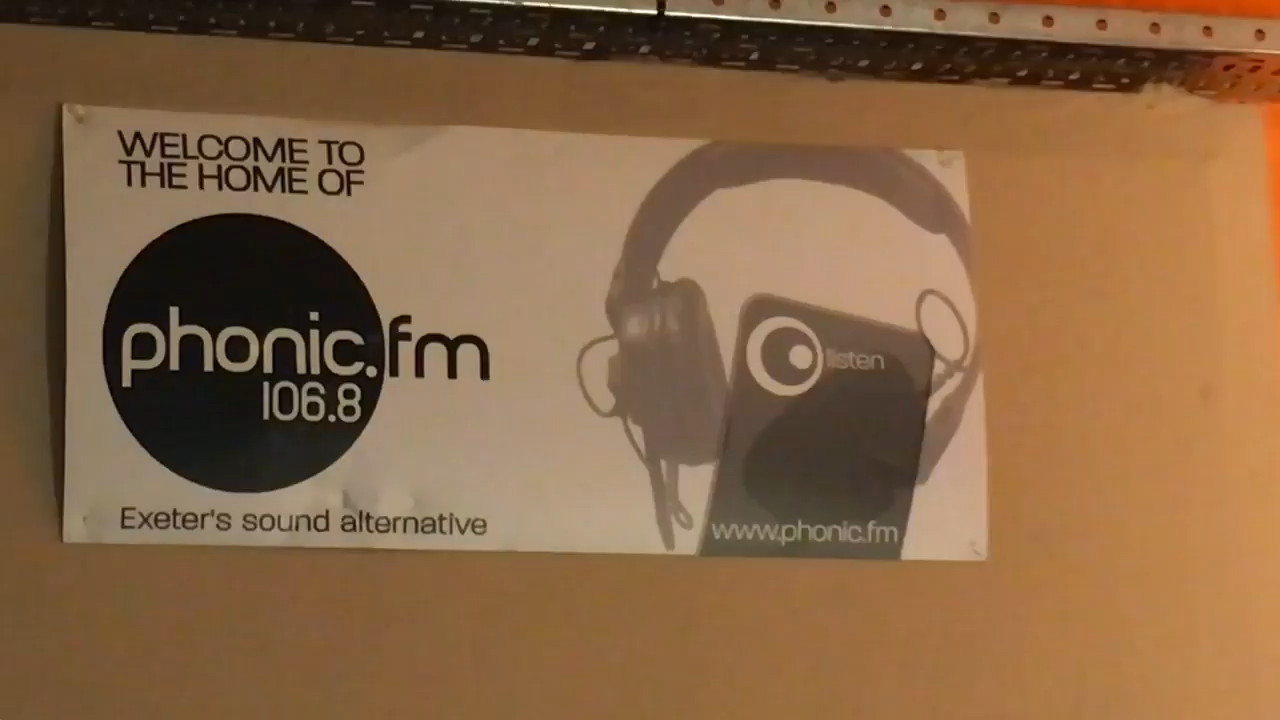 WELCOME TO
THE HOME OF
phonic.fm
106.8
Exeter's sound alternative
listen
www.phonic.fm